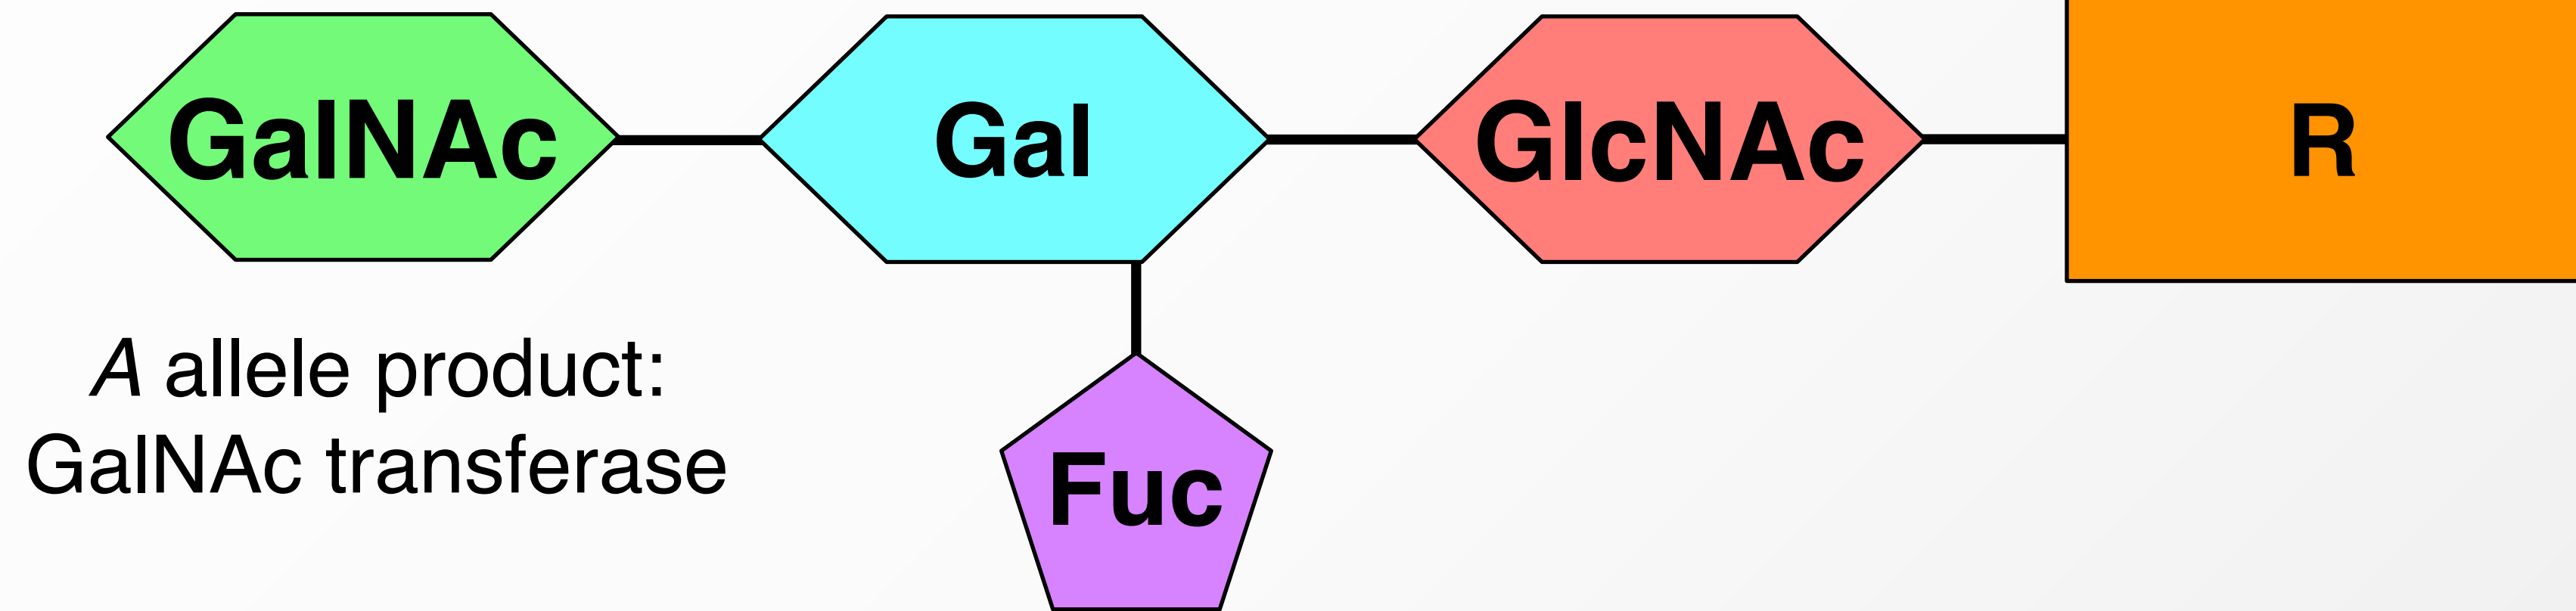 GalNAc Gal GlcNAc R
A allele product:
GalNAc transferase
Fuc